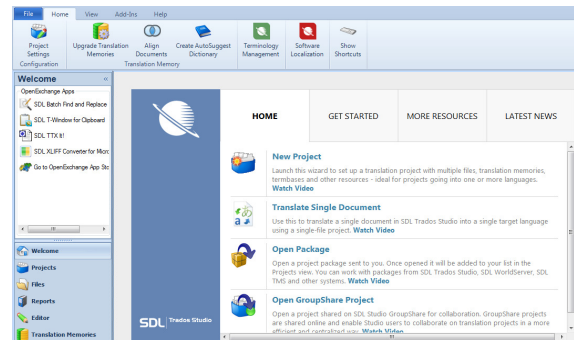 File Home View Add-Ins Help
Project Settings
Upgrade Translation Memories
Align Documents
Create AutoSuggest Dictionary
Terminology Management
Software Localization
Show Shortcuts
Configuration
Translation Memory
Welcome «
OpenExchange Apps
SDL Batch Find and Replace
SDL T-Window for Clipboard
SDL TTX It!
SDL XLIFF Converter for Micro
Go to OpenExchange App Sto
Welcome
Projects
Files
Reports
Editor
Translation Memories
SDL Trados Studio
HOME GET STARTED MORE RESOURCES LATEST NEWS
New Project
Launch this wizard to set up a translation project with multiple files, translation memories,
termbases and other resources - ideal for projects going into one or more languages.
Watch Video
Translate Single Document
Use this to translate a single document in SDL Trados Studio into a single target language
using a single-file project. Watch Video
Open Package
Open a project package sent to you. Once opened it will be added to your list in the
Projects view. You can work with packages from SDL Trados Studio, SDL WorldServer, SDL
TMS and other systems. Watch Video
Open GroupShare Project
Open a project shared on SDL Studio GroupShare for collaboration. GroupShare projects
are shared online and enable Studio users to collaborate on translation projects in a more
efficient and centralized way. Watch Video